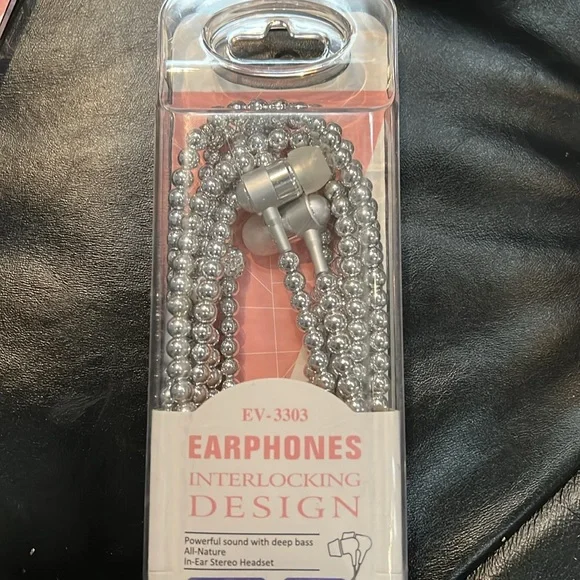 EV-3303
EARPHONES
INTERLOCKING
DESIGN
Powerful sound with deep bass
All-Nature
In-Ear Stereo Headset